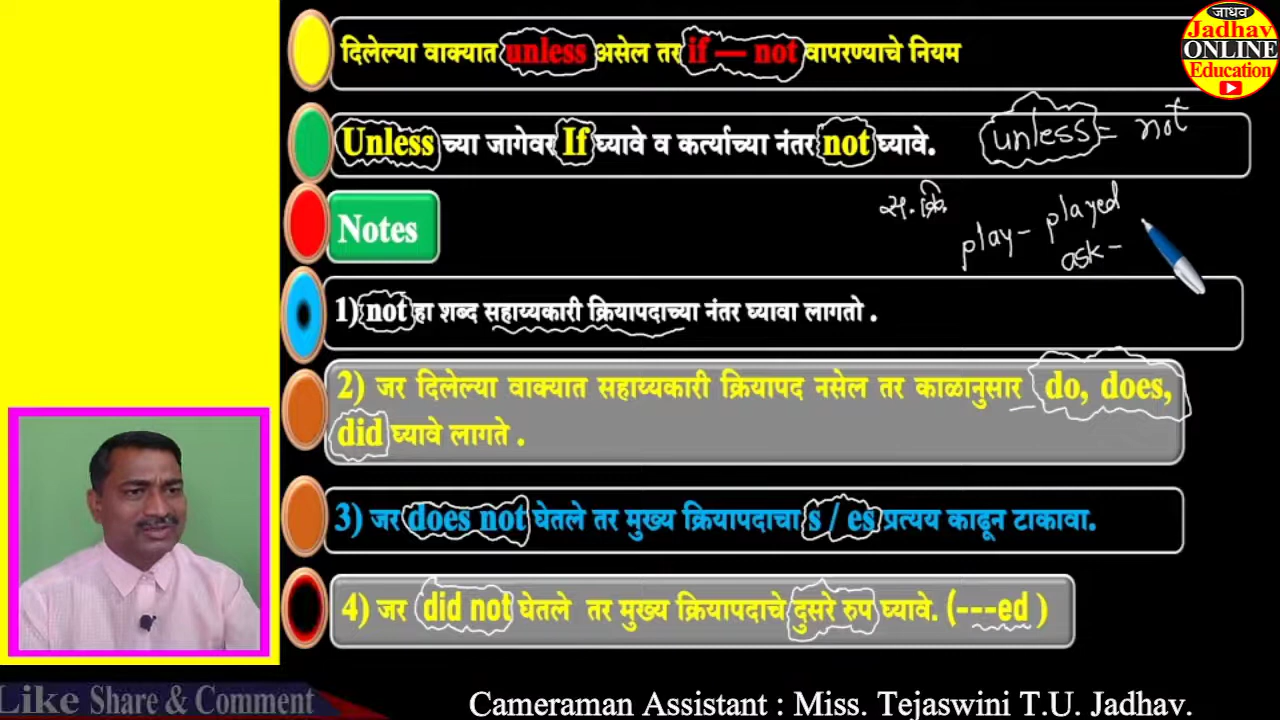 जाधव
Jadhav
ONLINE
Education
दिलेल्या वाक्यात unless असेल तर if — not वापरण्याचे नियम
Unless च्या जागेवर If घ्यावे व कर्त्याच्या नंतर not घ्यावे.
unless = not
Notes
स. क्रि.
play - played
ask -
1) not हा शब्द सहाय्यकारी क्रियापदाच्या नंतर घ्यावा लागतो .
2) जर दिलेल्या वाक्यात सहाय्यकारी क्रियापद नसेल तर काळानुसार do, does,
did घ्यावे लागते .
3) जर does not घेतले तर मुख्य क्रियापदाचा s / es प्रत्यय काढून टाकावा.
4) जर did not घेतले तर मुख्य क्रियापदाचे दुसरे रुप घ्यावे. (---ed )
Like Share & Comment
Cameraman Assistant : Miss. Tejaswini T.U. Jadhav.